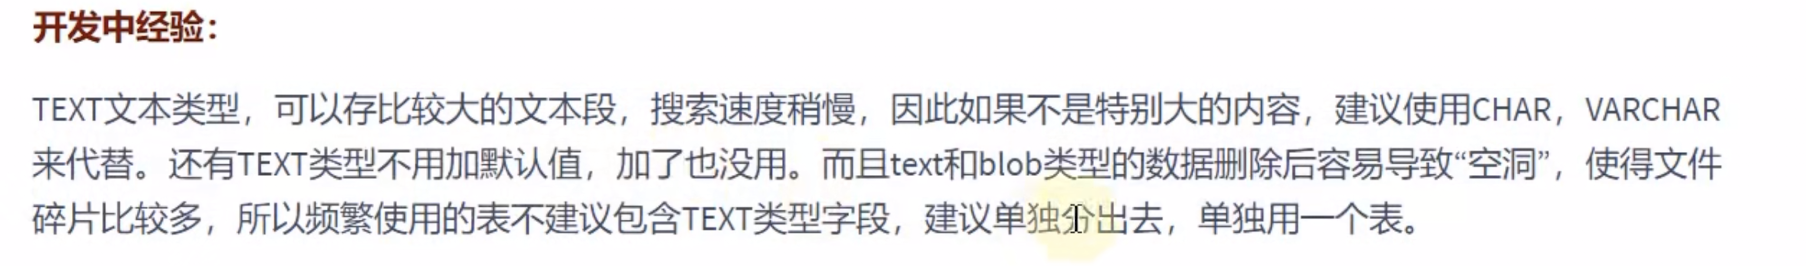 开发中经验：
TEXT文本类型，可以存比较大的文本段，搜索速度稍慢，因此如果不是特别大的内容，建议使用CHAR，VARCHAR
来代替。还有TEXT类型不用加默认值，加了也没用。而且text和blob类型的数据删除后容易导致“空洞”，使得文件
碎片比较多，所以频繁使用的表不建议包含TEXT类型字段，建议单独分出去，单独用一个表。